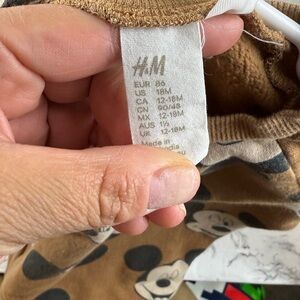 H&M
EUR 86
US 18M
CA 12-18M
CN 90/48
MX 12-18M
AUS 1½
UK 12-18M
Made in